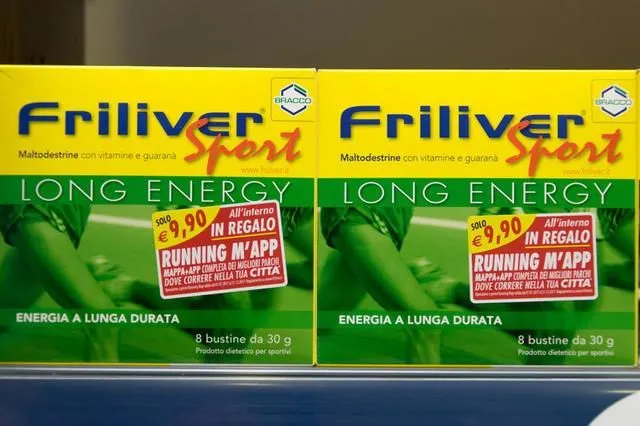 Friliver
Sport
BRACCO
Maltodestrine con vitamine e guaranà
www.friliver.it
LONG ENERGY
SOLO
€9,90
All'interno
IN REGALO
RUNNING M'APP
MAPPA+APP COMPLETA DEI MIGLIORI PARCHI
DOVE CORRERE NELLA TUA CITTÀ
ENERGIA A LUNGA DURATA
8 bustine da 30 g
Prodotto dietetico per sportivi
Friliver
Sport
BRACCO
Maltodestrine con vitamine e guaranà
www.friliver.it
LONG ENERGY
SOLO
€9,90
All'interno
IN REGALO
RUNNING M'APP
MAPPA+APP COMPLETA DEI MIGLIORI PARCHI
DOVE CORRERE NELLA TUA CITTÀ
ENERGIA A LUNGA DURATA
8 bustine da 30 g
Prodotto dietetico per sportivi